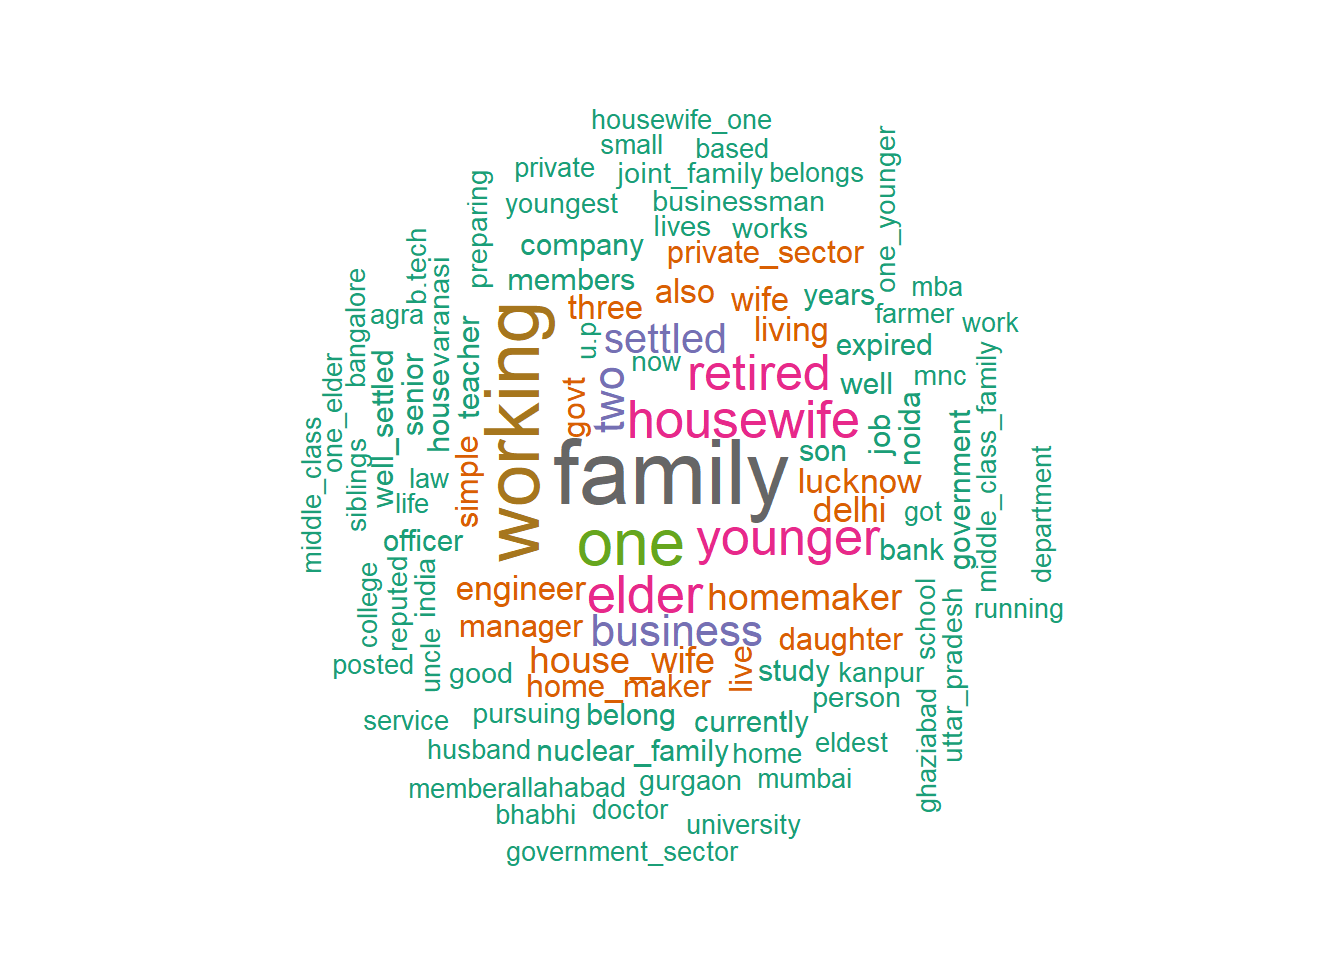 housewife_one
small
based
private
joint_family
belongs
one_younger
preparing
youngest
businessman
lives
works
b.tech
company
private_sector
varanasi
members
bangalore
three
also
wife
years
mba
agra
working
farmer
work
u.p
settled
living
expired
teacher
now
one_elder
well_settled
senior
house
retired
well
mnc
middle_class_family
govt
two
housewife
job
noida
middle_class
siblings
law
life
simple
family
son
lucknow
government
delhi
got
department
officer
one
younger
bank
college
reputed
india
engineer
elder
homemaker
school
uttar_pradesh
running
manager
business
daughter
posted
uncle
good
house_wife
home_maker
live
study
kanpur
person
ghaziabad
service
pursuing
belong
currently
husband
nuclear_family
home
eldest
member
allahabad
gurgaon
mumbai
bhabhi
doctor
university
government_sector